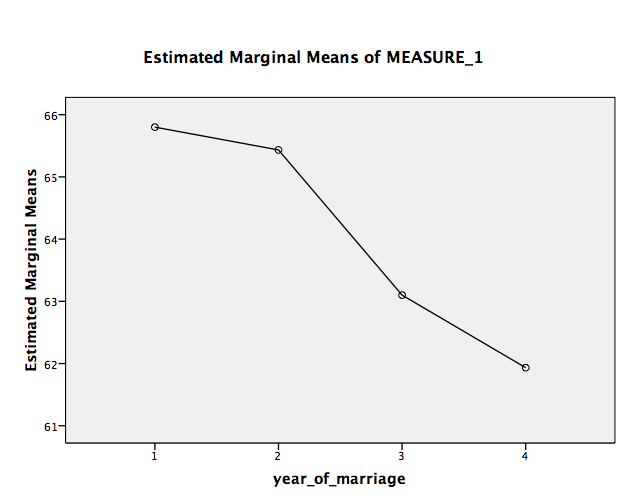 Estimated Marginal Means of MEASURE_1
Estimated Marginal Means
66
65
64
63
62
61
1 2 3 4
year_of_marriage